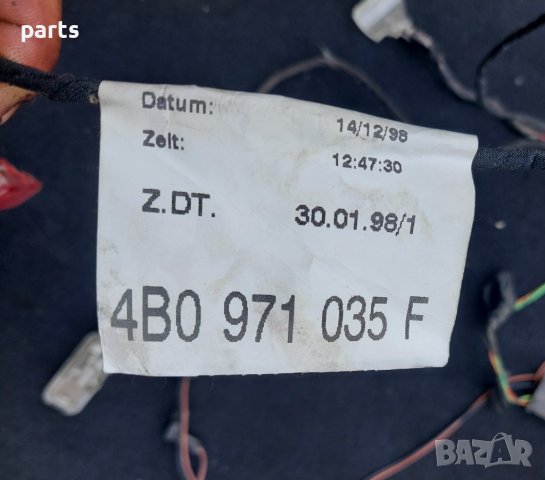 parts
Datum: 14/12/98
Zeit: 12:47:30
Z.DT. 30.01.98/1
4B0 971 035 F
BAZAR